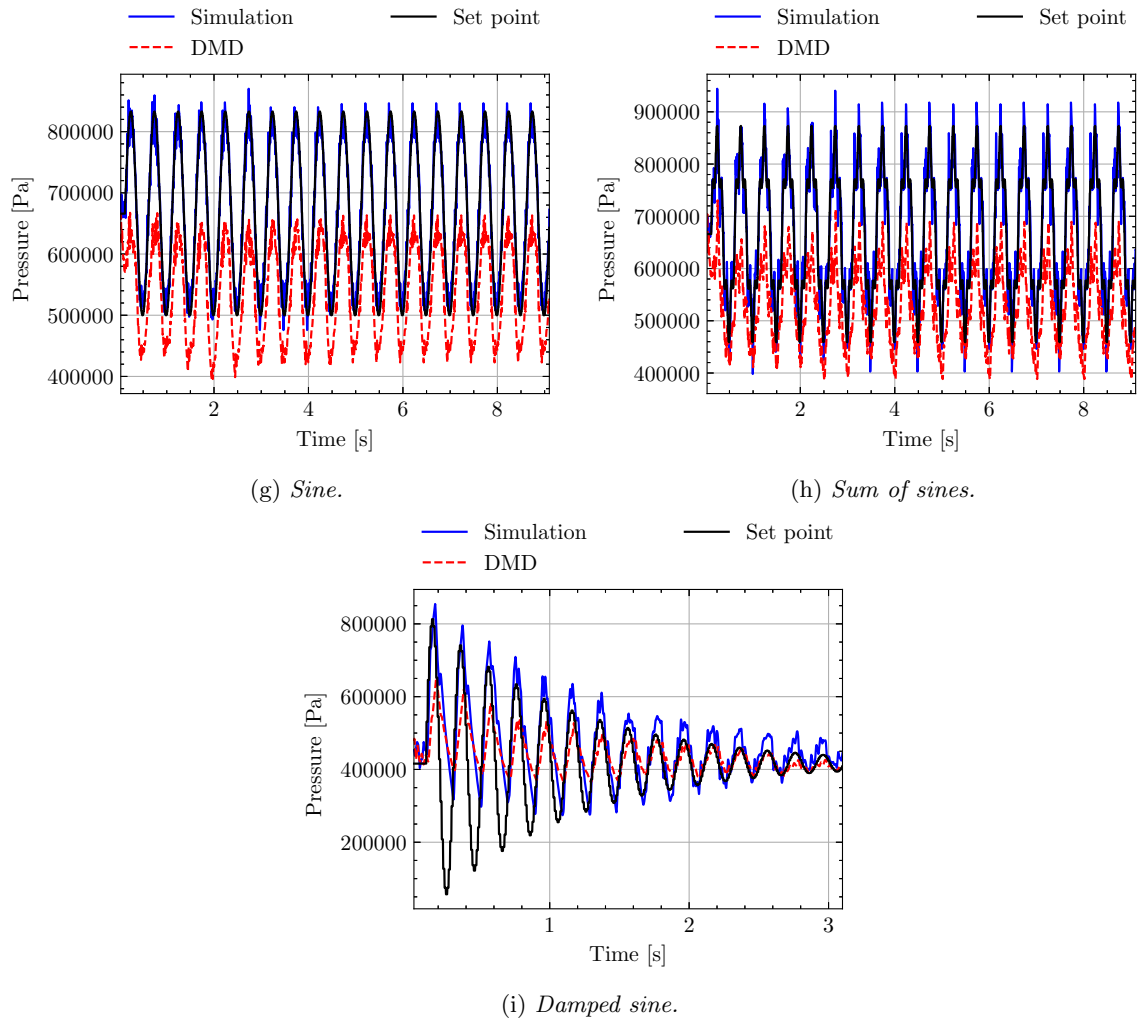 Simulation
Set point
DMD
800000
700000
600000
500000
400000
Pressure [Pa]
2
4
6
8
Time [s]
(g) Sine.
Simulation
Set point
DMD
900000
800000
700000
600000
500000
400000
Pressure [Pa]
2
4
6
8
Time [s]
(h) Sum of sines.
Simulation
Set point
DMD
800000
600000
400000
200000
Pressure [Pa]
1
2
3
Time [s]
(i) Damped sine.